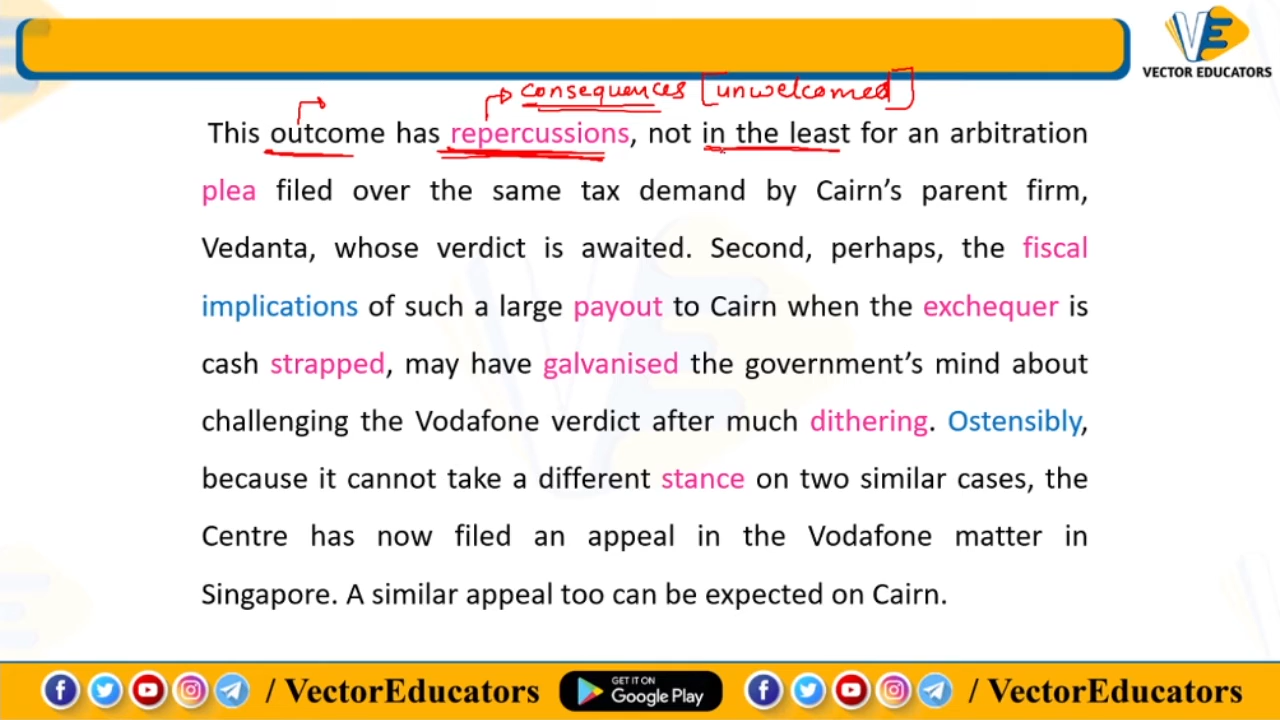 VE
VECTOR EDUCATORS
consequences [unwelcomed]
This outcome has repercussions, not in the least for an arbitration
plea filed over the same tax demand by Cairn’s parent firm,
Vedanta, whose verdict is awaited. Second, perhaps, the fiscal
implications of such a large payout to Cairn when the exchequer is
cash strapped, may have galvanised the government’s mind about
challenging the Vodafone verdict after much dithering. Ostensibly,
because it cannot take a different stance on two similar cases, the
Centre has now filed an appeal in the Vodafone matter in
Singapore. A similar appeal too can be expected on Cairn.
/ VectorEducators
GET IT ON
Google Play
/ VectorEducators